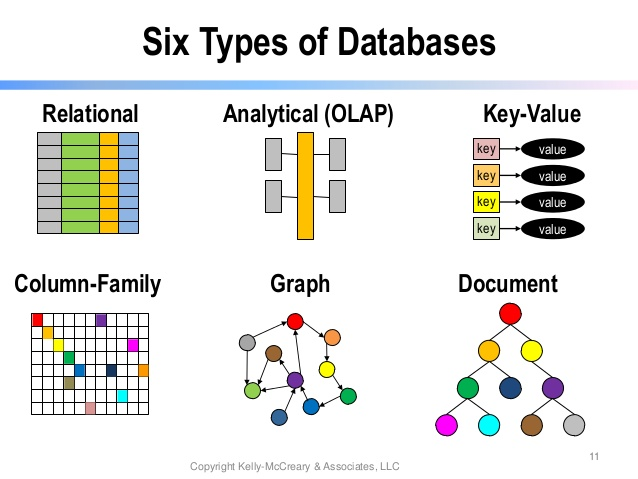 Six Types of Databases
Relational
Analytical (OLAP)
Key-Value
key value
key value
key value
key value
Column-Family
Graph
Document
Copyright Kelly-McCreary & Associates, LLC
11